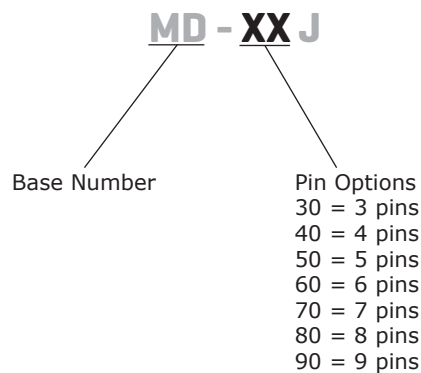 MD - XX J
Base Number
Pin Options
30 = 3 pins
40 = 4 pins
50 = 5 pins
60 = 6 pins
70 = 7 pins
80 = 8 pins
90 = 9 pins